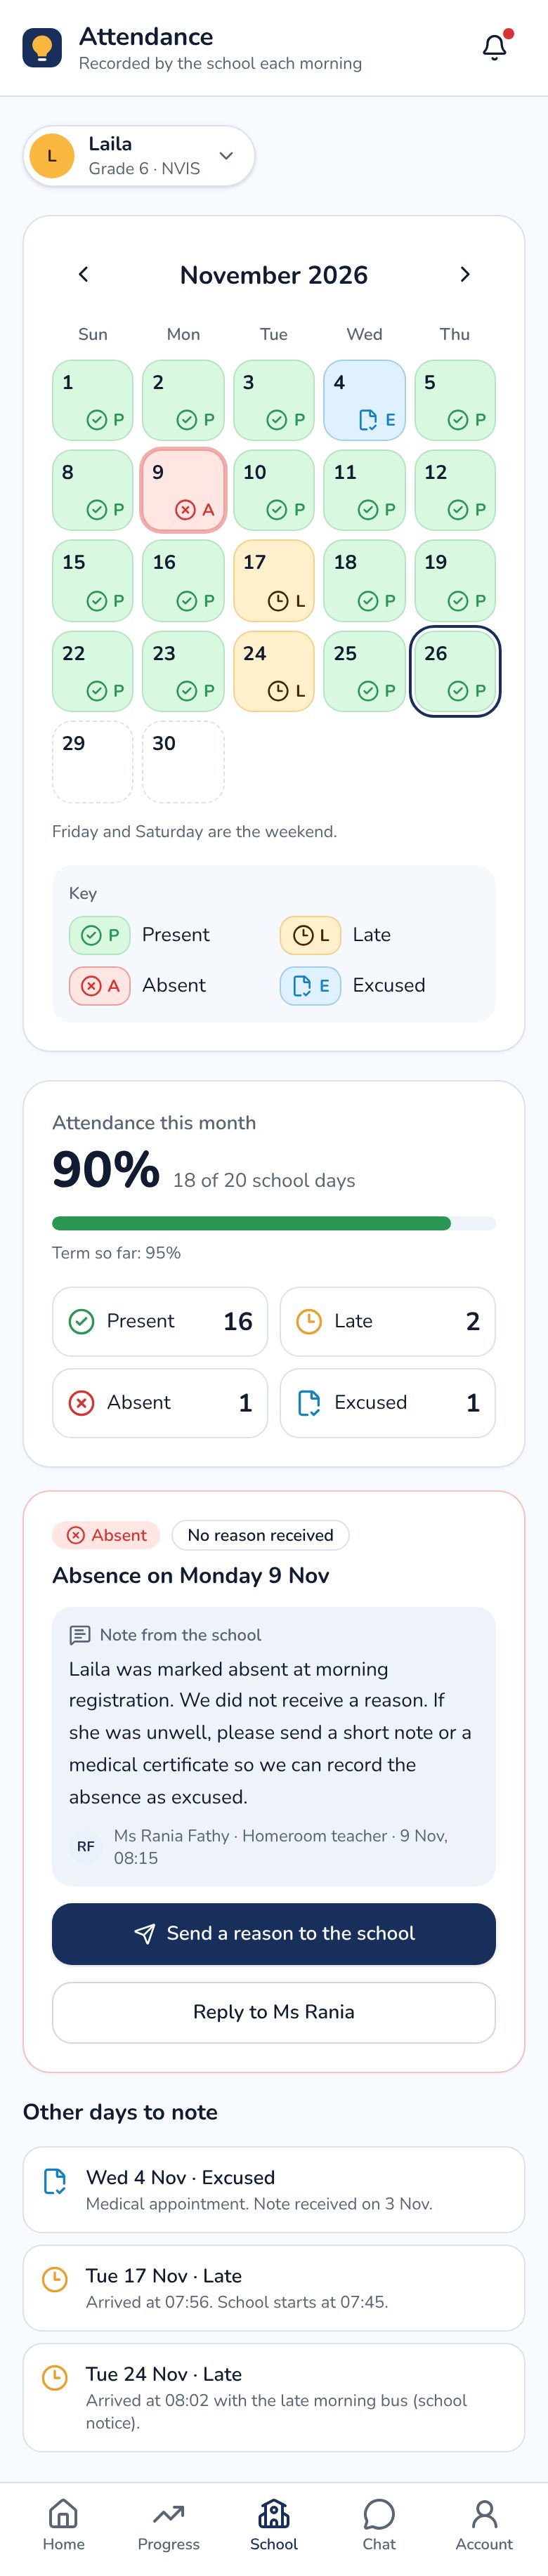 Attendance
Recorded by the school each morning
L
Laila
Grade 6 · NVIS
November 2026
Sun Mon Tue Wed Thu
1 2 3 4 5
P P P E P
8 9 10 11 12
P A P P P
15 16 17 18 19
P P L P P
22 23 24 25 26
P P L P P
29 30
Friday and Saturday are the weekend.
Key
P Present L Late
A Absent E Excused
Attendance this month
90% 18 of 20 school days
Term so far: 95%
Present 16 Late 2
Absent 1 Excused 1
Absent No reason received
Absence on Monday 9 Nov
Note from the school
Laila was marked absent at morning
registration. We did not receive a reason. If
she was unwell, please send a short note or a
medical certificate so we can record the
absence as excused.
RF Ms Rania Fathy · Homeroom teacher · 9 Nov,
08:15
Send a reason to the school
Reply to Ms Rania
Other days to note
Wed 4 Nov · Excused
Medical appointment. Note received on 3 Nov.
Tue 17 Nov · Late
Arrived at 07:56. School starts at 07:45.
Tue 24 Nov · Late
Arrived at 08:02 with the late morning bus (school
notice).
Home Progress School Chat Account